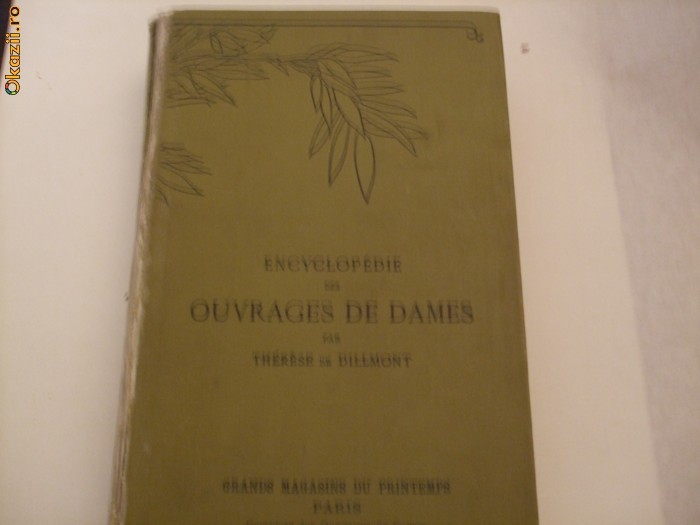 Okazii.ro
ENCYCLOPÉDIE
DES
OUVRAGES DE DAMES
PAR
THÉRÈSE DE DILLMONT
GRANDS MAGASINS DU PRINTEMPS
PARIS